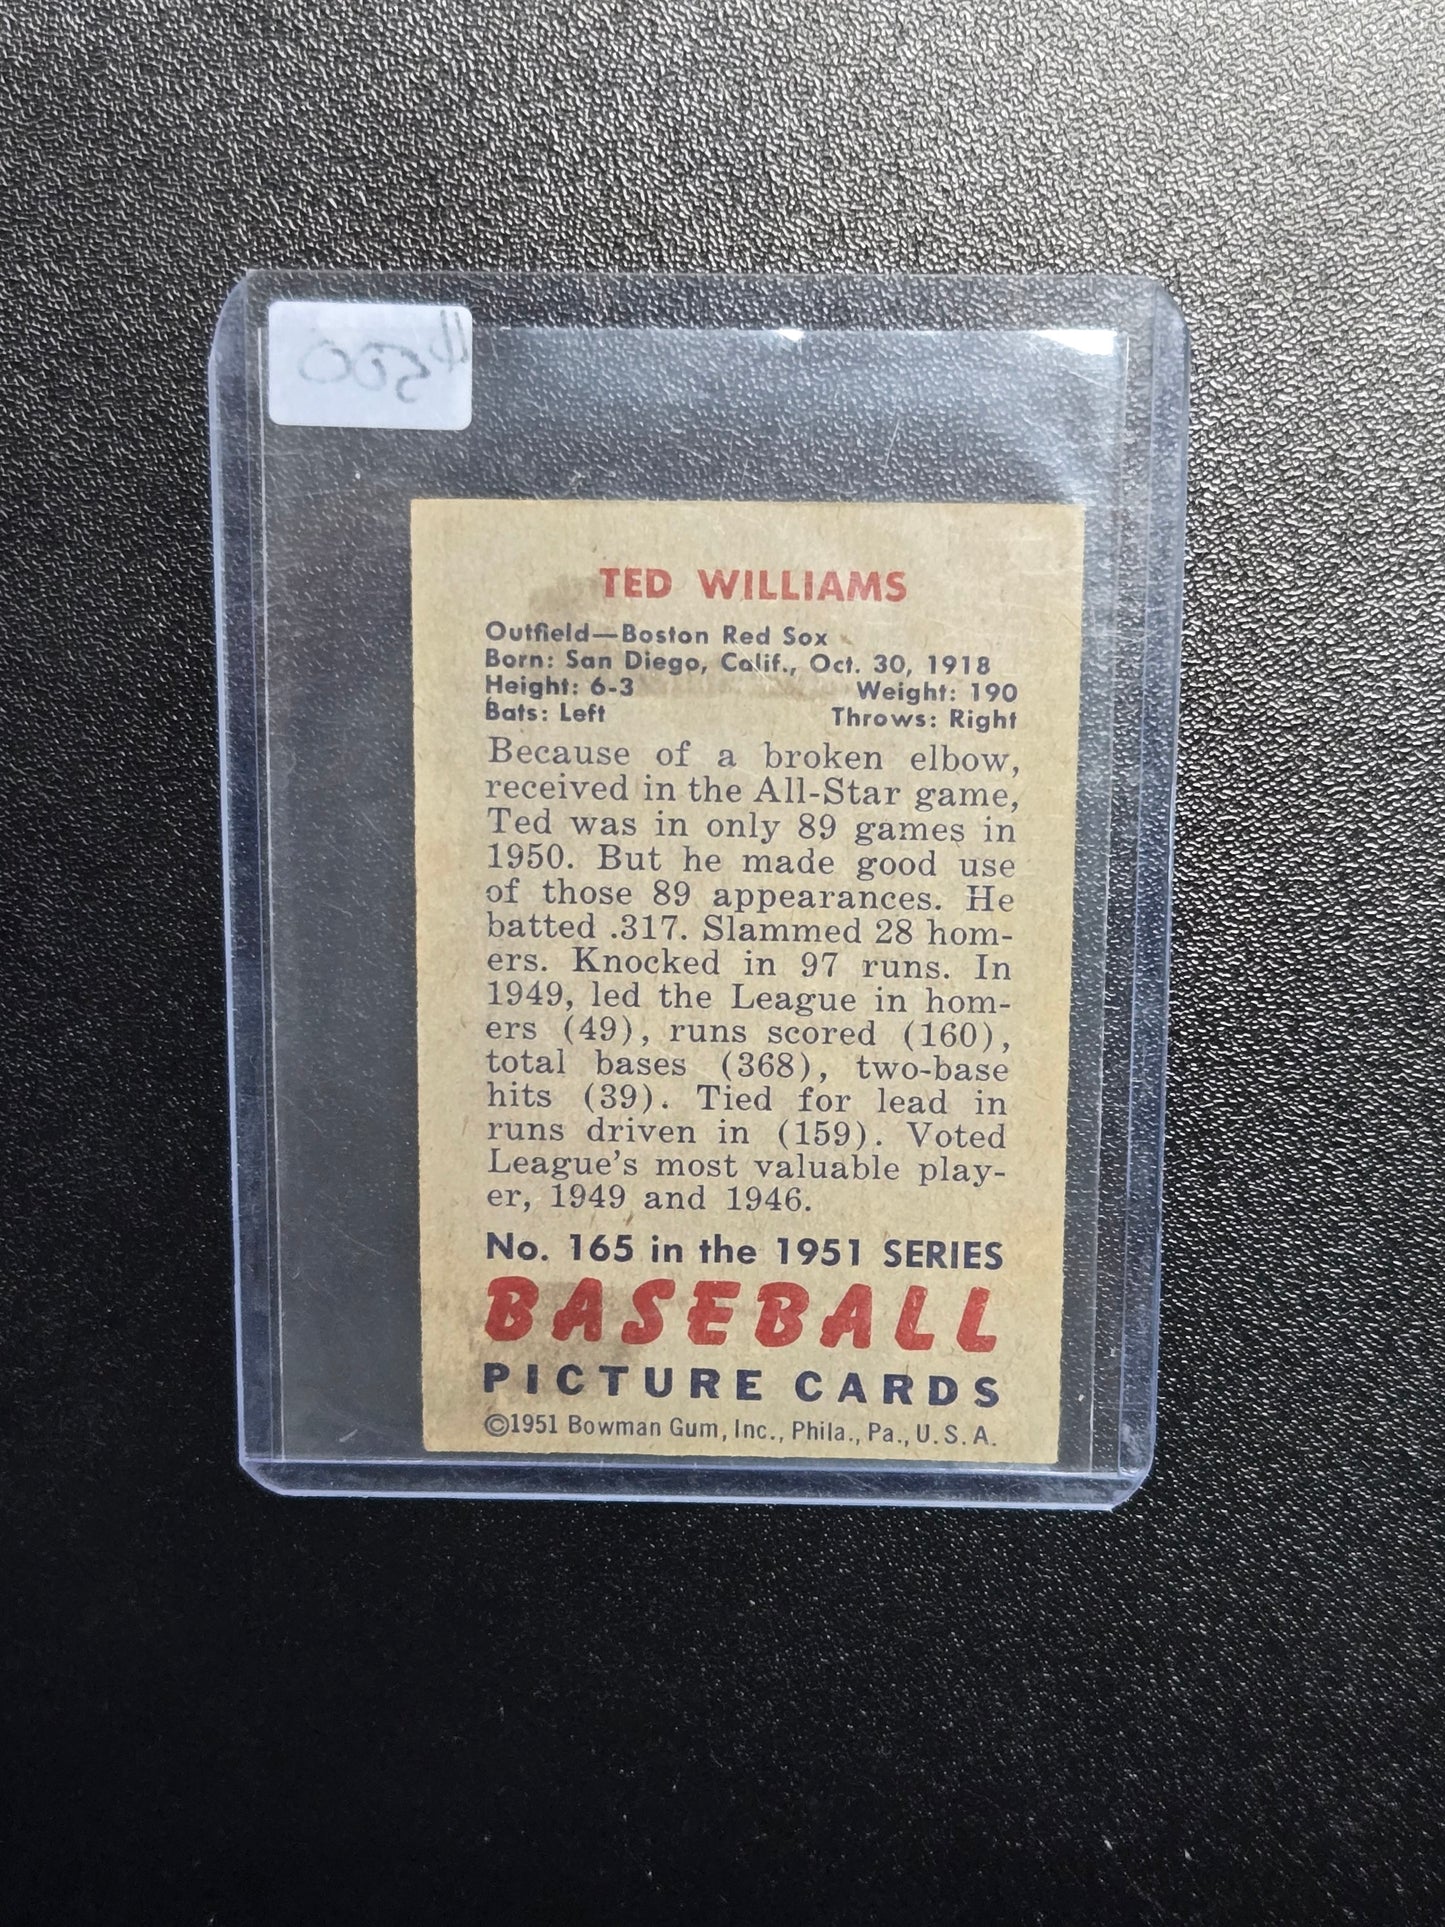 $500
TED WILLIAMS
Outfield—Boston Red Sox
Born: San Diego, Calif., Oct. 30, 1918
Height: 6-3 Weight: 190
Bats: Left Throws: Right
Because of a broken elbow,
received in the All-Star game,
Ted was in only 89 games in
1950. But he made good use
of those 89 appearances. He
batted .317. Slammed 28 hom-
ers. Knocked in 97 runs. In
1949, led the League in hom-
ers (49), runs scored (160),
total bases (368), two-base
hits (39). Tied for lead in
runs driven in (159). Voted
League's most valuable play-
er, 1949 and 1946.
No. 165 in the 1951 SERIES
BASEBALL
PICTURE CARDS
©1951 Bowman Gum, Inc., Phila., Pa., U.S.A.